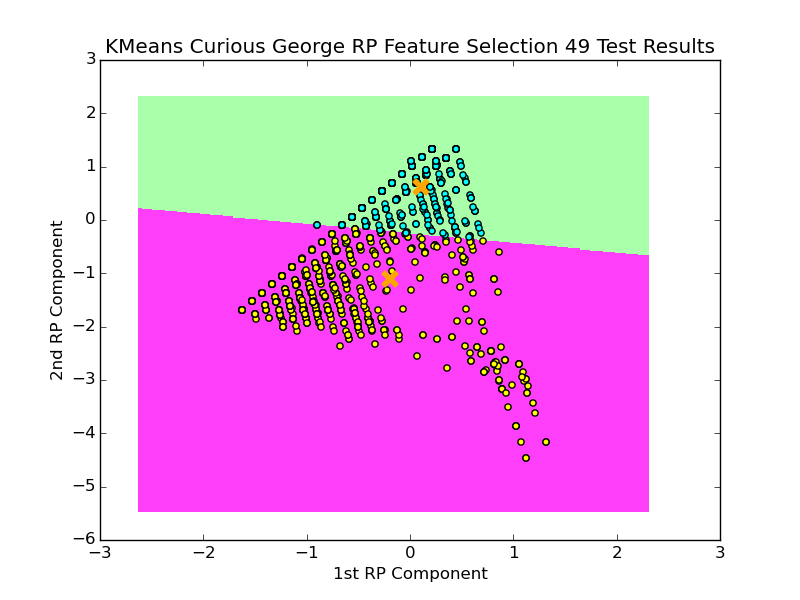 KMeans Curious George RP Feature Selection 49 Test Results
3
2
1
0
−1
−2
−3
−4
−5
−6
2nd RP Component
−3 −2 −1 0 1 2 3
1st RP Component